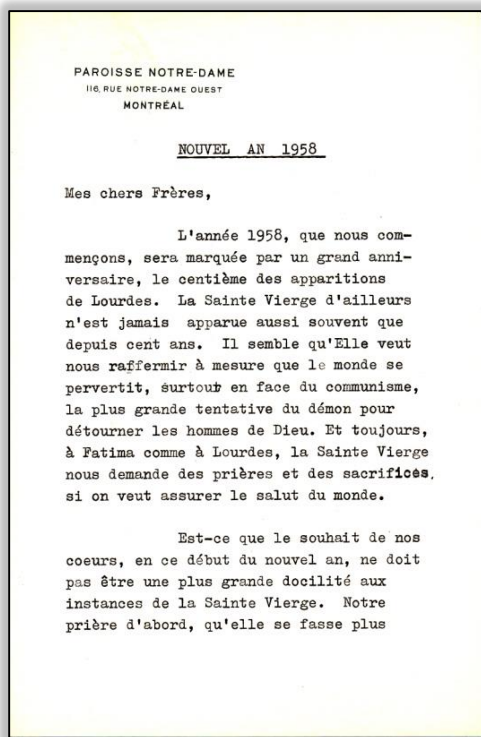 PAROISSE NOTRE-DAME
116, RUE NOTRE-DAME OUEST
MONTRÉAL
NOUVEL AN 1958
Mes chers Frères,
L'année 1958, que nous com-
mençons, sera marquée par un grand anni-
versaire, le centième des apparitions
de Lourdes. La Sainte Vierge d'ailleurs
n'est jamais apparue aussi souvent que
depuis cent ans. Il semble qu'Elle veut
nous raffermir à mesure que le monde se
pervertit, surtout en face du communisme,
la plus grande tentative du démon pour
détourner les hommes de Dieu. Et toujours,
à Fatima comme à Lourdes, la Sainte Vierge
nous demande des prières et des sacrifices,
si on veut assurer le salut du monde.
Est-ce que le souhait de nos
coeurs, en ce début du nouvel an, ne doit
pas être une plus grande docilité aux
instances de la Sainte Vierge. Notre
prière d'abord, qu'elle se fasse plus